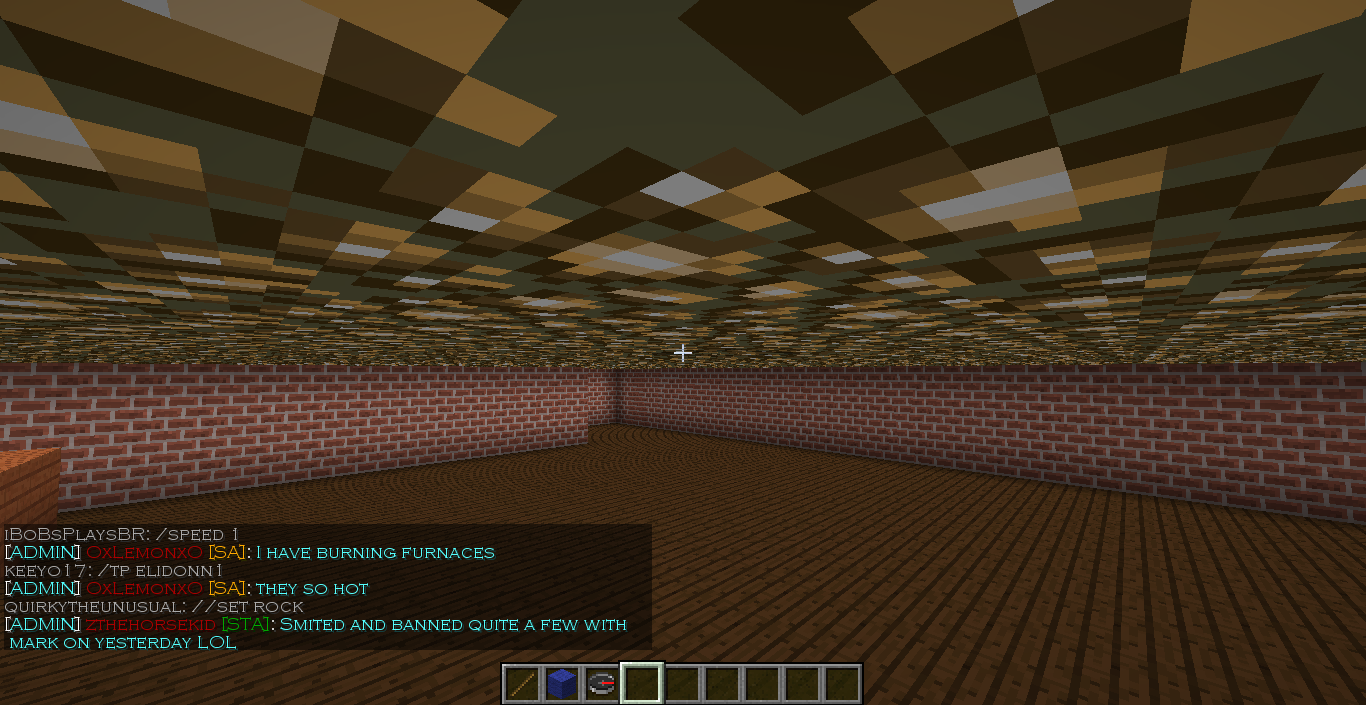 iBoBsPlaysBR: /speed 1
[ADMIN] OxLemonxO [SA]: I have burning furnaces
keeyo17: /tp elidonn1
[ADMIN] OxLemonxO [SA]: they so hot
quirkytheunusual: //set rock
[ADMIN] zthehorsekid [STA]: Smited and banned quite a few with
mark on yesterday LOL